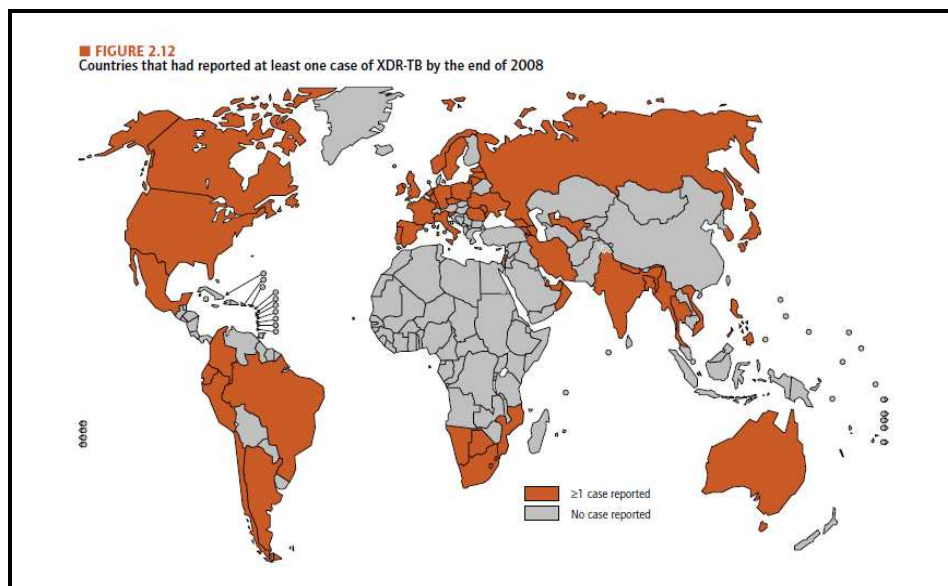 FIGURE 2.12
Countries that had reported at least one case of XDR-TB by the end of 2008
≥1 case reported
No case reported